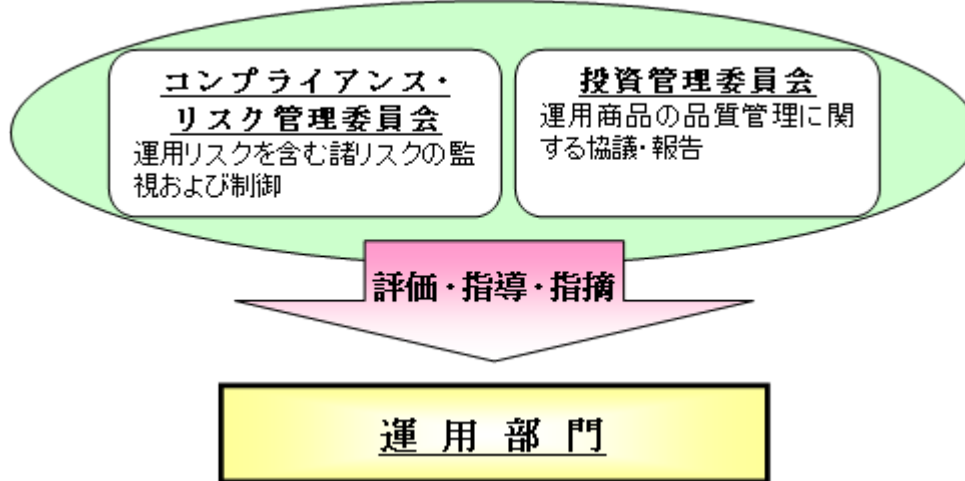 コンプライアンス・
リスク管理委員会
運用リスクを含む諸リスクの監
視および制御
投資管理委員会
運用商品の品質管理に関
する協議・報告
評価・指導・指摘
運用部門